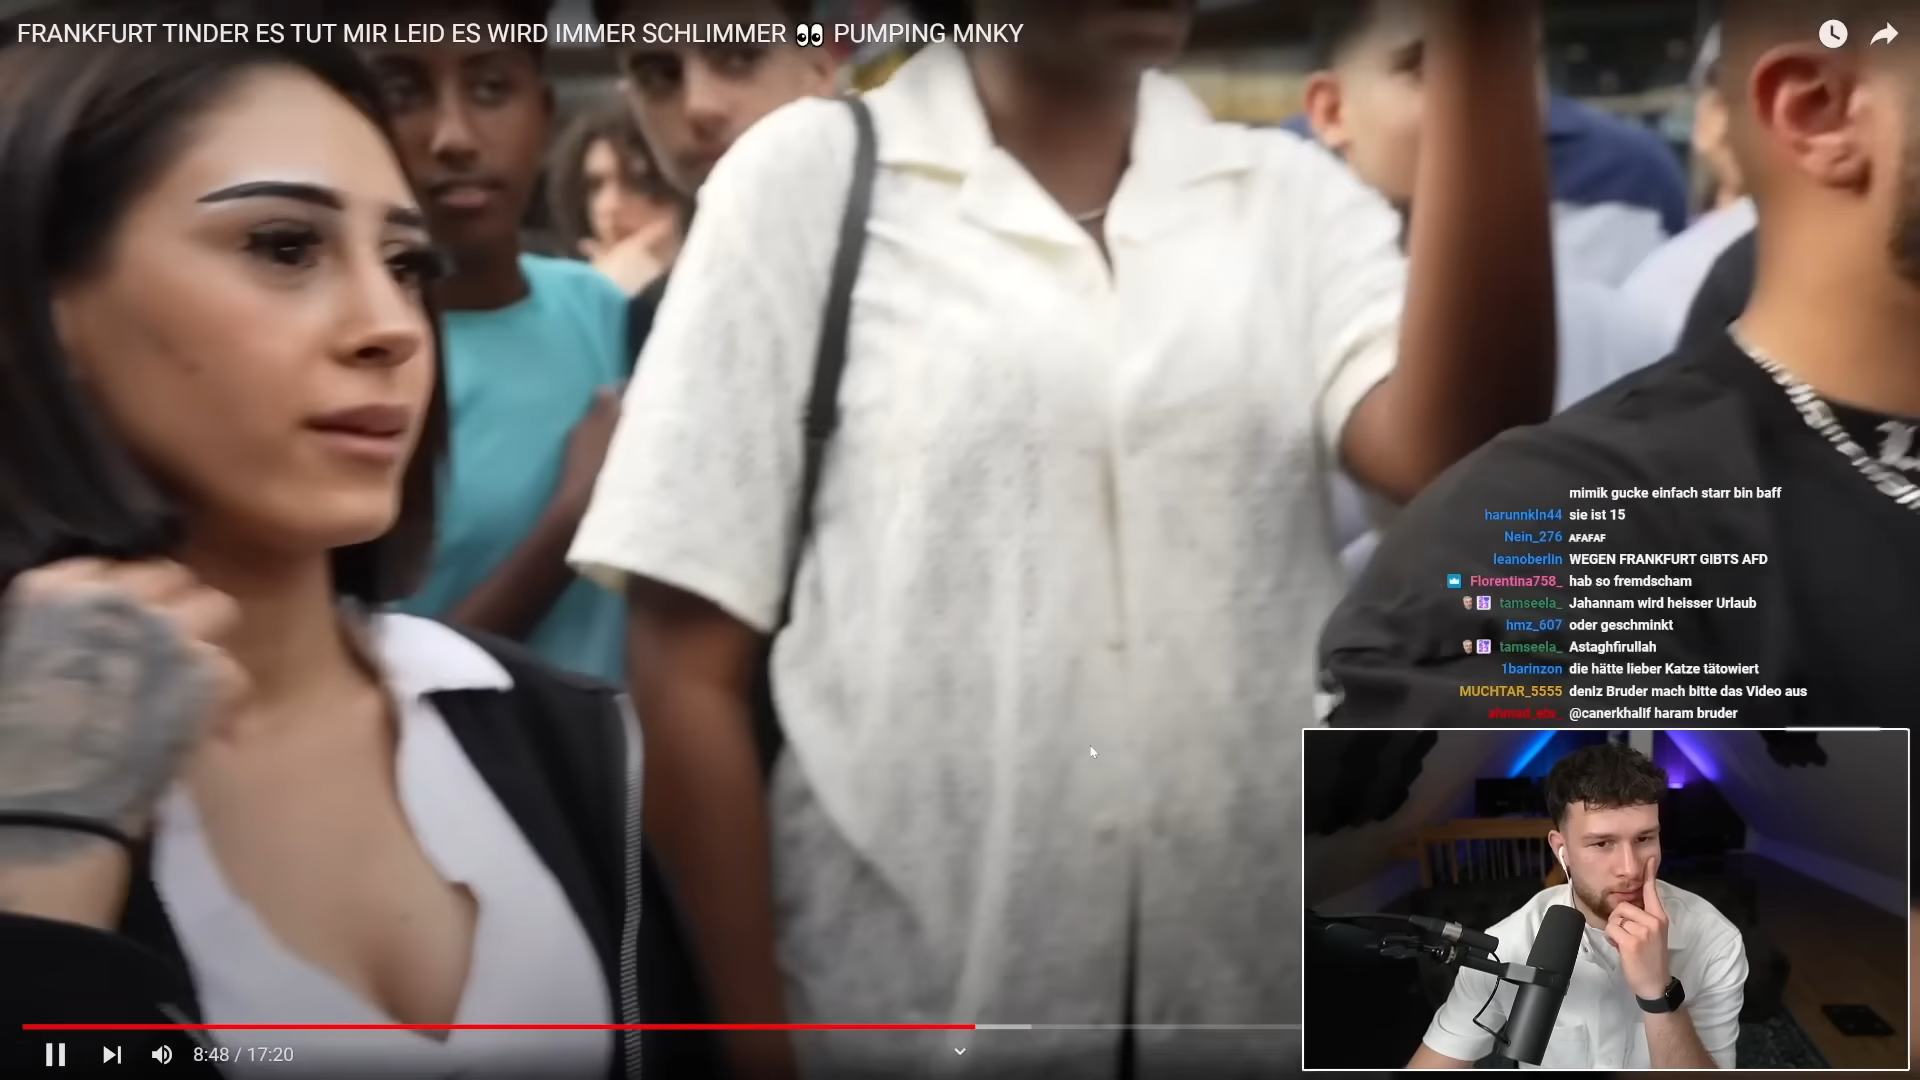 FRANKFURT TINDER ES TUT MIR LEID ES WIRD IMMER SCHLIMMER 👀 PUMPING MNKY
mimik gucke einfach starr bin baff
harunnkln44 sie ist 15
Nein_276 AFAFAF
leanoberlin WEGEN FRANKFURT GIBTS AFD
Florentina758_ hab so fremdscham
tamseela_ Jahannam wird heisser Urlaub
hmz_607 oder geschminkt
tamseela_ Astaghfirullah
1barinzon die hätte lieber Katze tätowiert
MUCHTAR_5555 deniz Bruder mach bitte das Video aus
@canerkhalif haram bruder
8:48 / 17:20